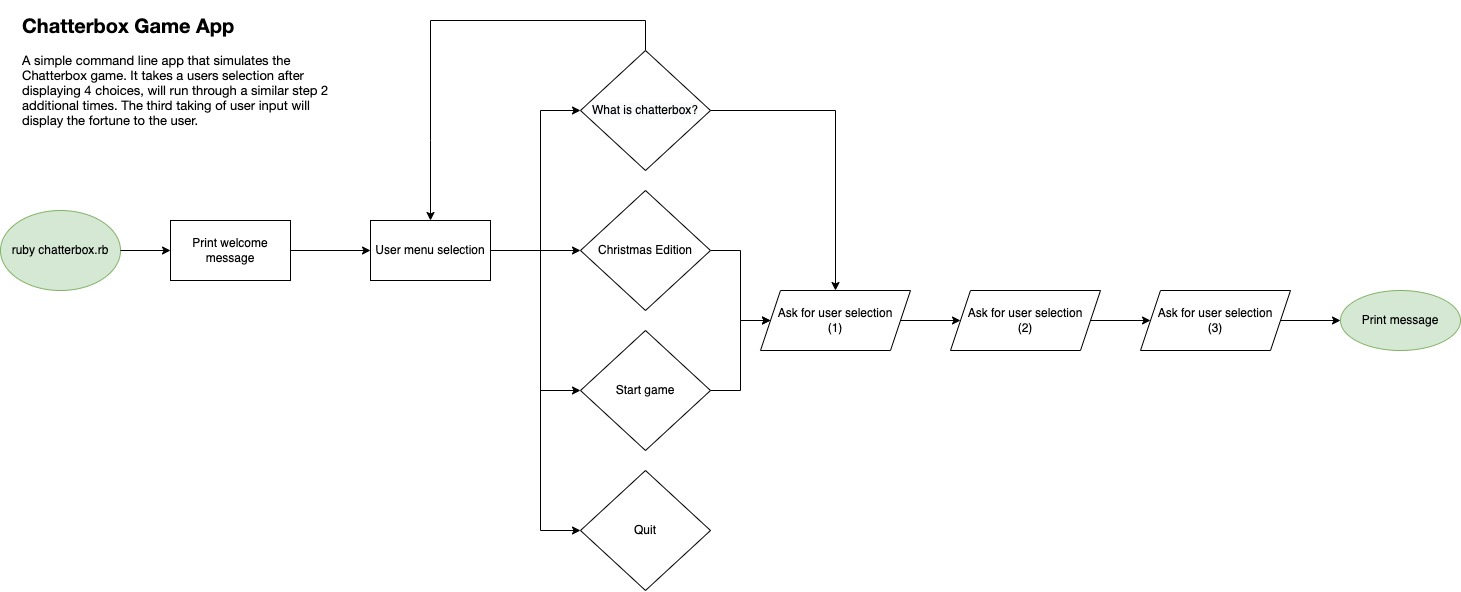 Chatterbox Game App
A simple command line app that simulates the
Chatterbox game. It takes a users selection after
displaying 4 choices, will run through a similar step 2
additional times. The third taking of user input will
display the fortune to the user.
What is chatterbox?
ruby chatterbox.rb
Print welcome
message
User menu selection
Christmas Edition
Start game
Quit
Ask for user selection
(1)
Ask for user selection
(2)
Ask for user selection
(3)
Print message